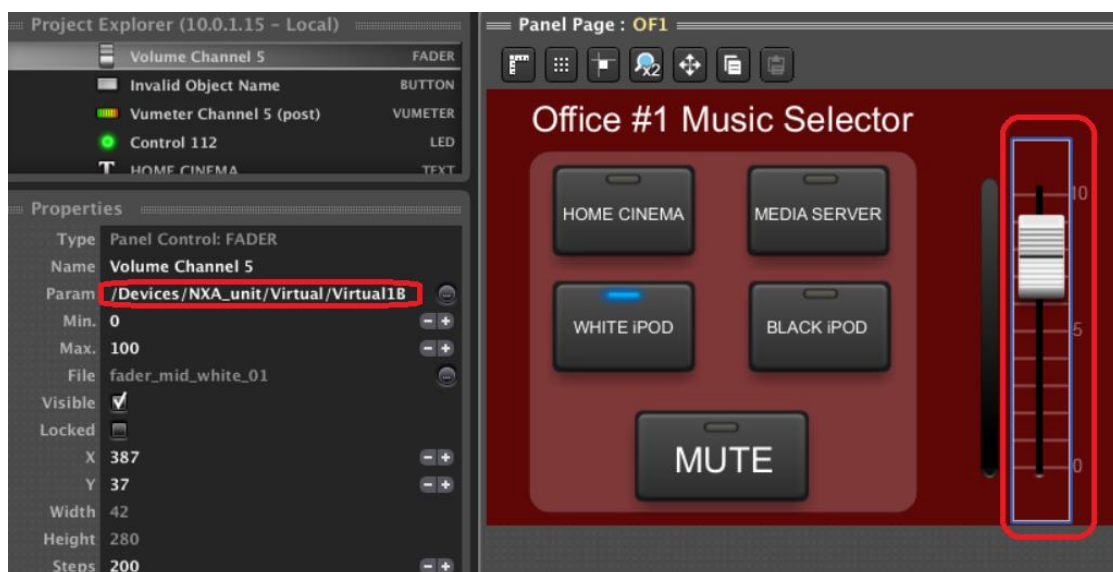 Project Explorer (10.0.1.15 – Local)
Volume Channel 5 FADER
Invalid Object Name BUTTON
Vumeter Channel 5 (post) VUMETER
Control 112 LED
T HOME CINEMA TEXT
Properties
Type Panel Control: FADER
Name Volume Channel 5
Param /Devices/NXA_unit/Virtual/Virtual1B
Min. 0
Max. 100
File fader_mid_white_01
Visible
Locked
X 387
Y 37
Width 42
Height 280
Steps 200
Panel Page : OF1
x2
Office #1 Music Selector
HOME CINEMA
MEDIA SERVER
WHITE iPOD
BLACK iPOD
MUTE
10
5
0